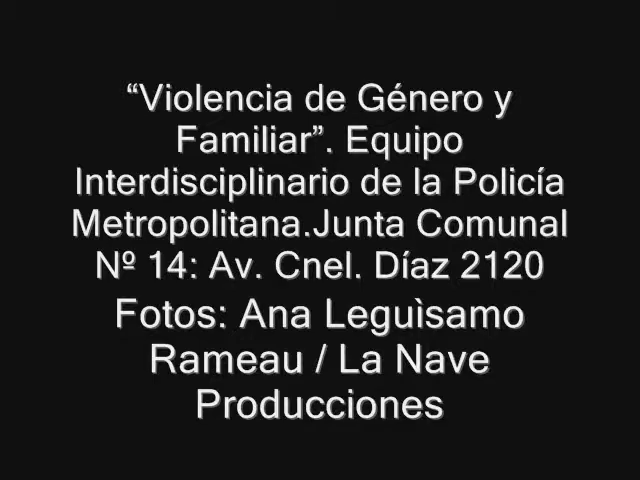 “Violencia de Género y
Familiar”. Equipo
Interdisciplinario de la Policía
Metropolitana.Junta Comunal
Nº 14: Av. Cnel. Díaz 2120
Fotos: Ana Leguìsamo
Rameau / La Nave
Producciones